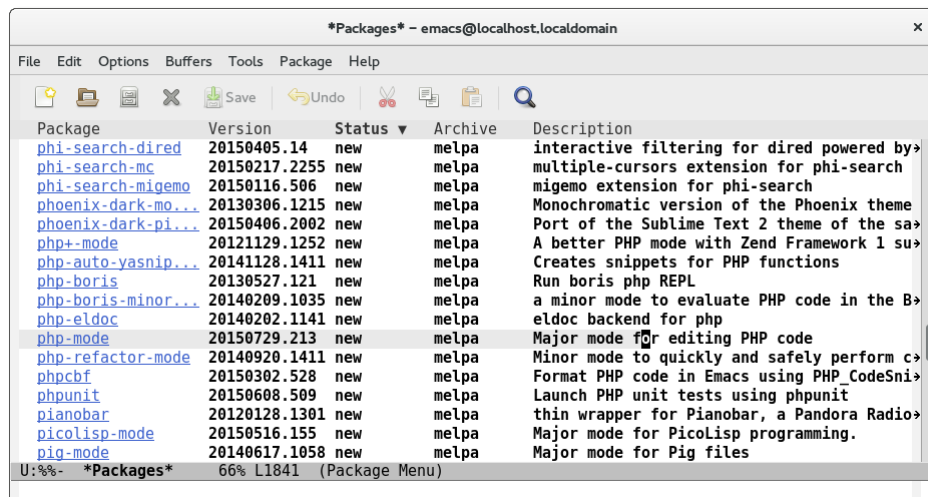 *Packages* – emacs@localhost.localdomain ×
File Edit Options Buffers Tools Package Help
Save Undo
Package Version Status ▼ Archive Description
phi-search-dired 20150405.14 new melpa interactive filtering for dired powered by→
phi-search-mc 20150217.2255 new melpa multiple-cursors extension for phi-search
phi-search-migemo 20150116.506 new melpa migemo extension for phi-search
phoenix-dark-mo... 20130306.1215 new melpa Monochromatic version of the Phoenix theme
phoenix-dark-pi... 20150406.2002 new melpa Port of the Sublime Text 2 theme of the sa→
php+-mode 20121129.1252 new melpa A better PHP mode with Zend Framework 1 su→
php-auto-yasnip... 20141128.1411 new melpa Creates snippets for PHP functions
php-boris 20130527.121 new melpa Run boris php REPL
php-boris-minor... 20140209.1035 new melpa a minor mode to evaluate PHP code in the B→
php-eldoc 20140202.1141 new melpa eldoc backend for php
php-mode 20150729.213 new melpa Major mode for editing PHP code
php-refactor-mode 20140920.1411 new melpa Minor mode to quickly and safely perform c→
phpcbf 20150302.528 new melpa Format PHP code in Emacs using PHP_CodeSni→
phpunit 20150608.509 new melpa Launch PHP unit tests using phpunit
pianobar 20120128.1301 new melpa thin wrapper for Pianobar, a Pandora Radio→
picolisp-mode 20150516.155 new melpa Major mode for PicoLisp programming.
pig-mode 20140617.1058 new melpa Major mode for Pig files
U:%%- *Packages* 66% L1841 (Package Menu)